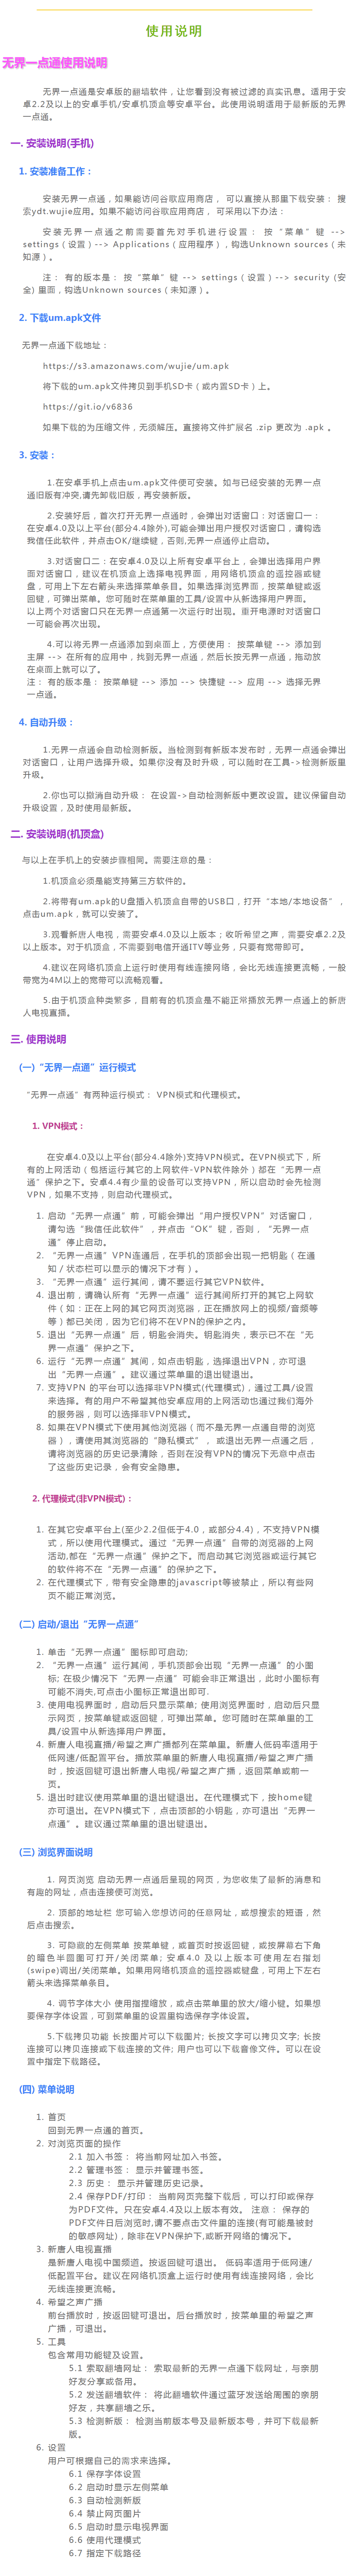 使用说明
无界一点通使用说明
无界一点通是安卓版的翻墙软件，让您看到没有被过滤的真实讯息。适用于安
卓2.2及以上的安卓手机/安卓机顶盒等安卓平台。此使用说明适用于最新版的无界
一点通。
一. 安装说明(手机)
1. 安装准备工作：
安装无界一点通，如果能访问谷歌应用商店， 可以直接从那里下载安装： 搜
索ydt.wujie应用。如果不能访问谷歌应用商店， 可采用以下办法：
安装无界一点通之前需要首先对手机进行设置： 按“菜单”键 -->
settings（设置）--> Applications（应用程序），钩选Unknown sources（未
知源）。
注： 有的版本是： 按“菜单”键 --> settings（设置）--> security (安
全) 里面，钩选Unknown sources（未知源）。
2. 下载um.apk文件
无界一点通下载地址：
https://s3.amazonaws.com/wujie/um.apk
将下载的um.apk文件拷贝到手机SD卡（或内置SD卡）上。
https://git.io/v6836
如果下载的为压缩文件，无须解压。直接将文件扩展名 .zip 更改为 .apk 。
3. 安装：
1.在安卓手机上点击um.apk文件便可安装。如与已经安装的无界一点
通旧版有冲突,请先卸载旧版，再安装新版。
2.安装好后，首次打开无界一点通时，会弹出对话窗口：对话窗口一：
在安卓4.0及以上平台(部分4.4除外),可能会弹出用户授权对话窗口，请钩选
我信任此软件，并点击OK/继续键，否则,无界一点通停止启动。
3.对话窗口二：在安卓4.0及以上所有安卓平台上，会弹出选择用户界
面对话窗口，建议在机顶盒上选择电视界面，用网络机顶盒的遥控器或键
盘，可用上下左右箭头来选择菜单条目。如果选择浏览界面，按菜单键或返
回键，可弹出菜单。您可随时在菜单里的工具/设置中从新选择用户界面。
以上两个对话窗口只在无界一点通第一次运行时出现。重开电源时对话窗口
一可能会再次出现。
4.可以将无界一点通添加到桌面上，方便使用： 按菜单键 --> 添加到
主屏 --> 在所有的应用中，找到无界一点通，然后长按无界一点通，拖动放
在桌面上就可以了。
注： 有的版本是： 按菜单键 --> 添加 --> 快捷键 --> 应用 --> 选择无界
一点通。
4. 自动升级：
1.无界一点通会自动检测新版。当检测到有新版本发布时，无界一点通会弹出
对话窗口，让用户选择升级。如果你没有及时升级，可以随时在工具->检测新版里
升级。
2.你也可以撤消自动升级： 在设置->自动检测新版中更改设置。建议保留自动
升级设置，及时使用最新版。
二. 安装说明(机顶盒)
与以上在手机上的安装步骤相同。需要注意的是：
1.机顶盒必须是能支持第三方软件的。
2.将带有um.apk的U盘插入机顶盒自带的USB口，打开“本地/本地设备”，
点击um.apk，就可以安装了。
3.观看新唐人电视，需要安卓4.0及以上版本；收听希望之声，需要安卓2.2及
以上版本。对于机顶盒，不需要到电信开通ITV等业务，只要有宽带即可。
4.建议在网络机顶盒上运行时使用有线连接网络，会比无线连接更流畅，一般
带宽为4M以上的宽带可以流畅观看。
5.由于机顶盒种类繁多，目前有的机顶盒是不能正常播放无界一点通上的新唐
人电视直播。
三. 使用说明
(一)“无界一点通”运行模式
“无界一点通”有两种运行模式： VPN模式和代理模式。
1. VPN模式：
在安卓4.0及以上平台(部分4.4除外)支持VPN模式。在VPN模式下，所
有的上网活动（包括运行其它的上网软件-VPN软件除外）都在“无界一点
通”保护之下。安卓4.4有少量的设备可以支持VPN，所以启动时会先检测
VPN，如果不支持，则启动代理模式。
1. 启动“无界一点通”前，可能会弹出“用户授权VPN”对话窗口，
请勾选“我信任此软件”，并点击“OK”键，否则，“无界一点
通”停止启动。
2. “无界一点通”VPN连通后，在手机的顶部会出现一把钥匙（在通
知／状态栏可以显示的情况下才有）。
3. “无界一点通”运行其间，请不要运行其它VPN软件。
4. 退出前，请确认所有“无界一点通”运行其间所打开的其它上网软
件（如：正在上网的其它网页浏览器，正在播放网上的视频/音频等
等）都已关闭，因为它们将不在VPN的保护之内。
5. 退出“无界一点通”后，钥匙会消失。钥匙消失，表示已不在“无
界一点通”保护之下。
6. 运行“无界一点通”其间，如点击钥匙，选择退出VPN，亦可退
出“无界一点通”。建议通过菜单里的退出键退出。
7. 支持VPN 的平台可以选择非VPN模式(代理模式)，通过工具/设置
来选择。有的用户不希望其他安卓应用的上网活动也通过我们海外
的服务器，则可以选择非VPN模式。
8. 如果在VPN模式下使用其他浏览器（而不是无界一点通自带的浏览
器），请使用其浏览器的“隐私模式”， 或退出无界一点通之后，
请将浏览器的历史记录清除，否则在没有VPN的情况下无意中点击
了这些历史记录，会有安全隐患。
2. 代理模式(非VPN模式)：
1. 在其它安卓平台上(至少2.2但低于4.0，或部分4.4)，不支持VPN模
式，所以使用代理模式。通过“无界一点通”自带的浏览器的上网
活动,都在“无界一点通”保护之下。而启动其它浏览器或运行其它
的软件将不在“无界一点通”的保护之下。
2. 在代理模式下，带有安全隐患的javascript等被禁止，所以有些网
页不能正常浏览。
(二) 启动/退出“无界一点通”
1. 单击“无界一点通”图标即可启动;
2. “无界一点通”运行其间，手机顶部都会出现“无界一点通”的小图
标; 在极少情况下“无界一点通”可能会非正常退出，此时小图标有
可能不消失,可点击小图标正常退出即可.
3. 使用电视界面时，启动后只显示菜单; 使用浏览界面时，启动后只显
示网页，按菜单键或返回键，可弹出菜单。您可随时在菜单里的工
具/设置中从新选择用户界面。
4. 新唐人电视直播/希望之声广播都列在菜单里。新唐人低码率适用于
低网速/低配置平台。播放菜单里的新唐人电视直播/希望之声广播
时，按返回键可退出新唐人电视/希望之声广播，返回菜单或前一
页。
5. 退出时建议使用菜单里的退出键退出。在代理模式下，按home键
亦可退出。在VPN模式下，点击顶部的小钥匙，亦可退出“无界一
点通”。建议通过菜单里的退出键退出。
(三) 浏览界面说明
1. 网页浏览 启动无界一点通后呈现的网页，为您收集了最新的消息和
有趣的网址，点击连接便可浏览。
2. 顶部的地址栏 您可输入您想访问的任意网址，或想搜索的短语，然
后点击搜索。
3. 可隐藏的左侧菜单 按菜单键，或首页时按返回键，或按屏幕右下角
的暗色半圆圈可打开/关闭菜单; 安卓4.0 及以上版本可使用左右指划
(swipe)调出/关闭菜单。如果用网络机顶盒的遥控器或键盘，可用上下左右
箭头来选择菜单条目。
4. 调节字体大小 使用指捏缩放，或点击菜单里的放大/缩小键。如果想
要保存字体设置，可到菜单里的设置里钩选保存字体设置。
5.下载拷贝功能 长按图片可以下载图片; 长按文字可以拷贝文字; 长按
连接可以拷贝连接或下载连接的文件; 用户也可以下载音像文件。可以在设
置中指定下载路径。
(四) 菜单说明
1. 首页
回到无界一点通的首页。
2. 对浏览页面的操作
2.1 加入书签： 将当前网址加入书签。
2.2 管理书签： 显示并管理书签。
2.3 历史： 显示并管理历史记录。
2.4 保存PDF/打印： 当前网页完整下载后，可以打印或保存
为PDF文件。只在安卓4.4及以上版本有效。 注意： 保存的
PDF文件日后浏览时,请不要点击文件里的连接(有可能是被封
的敏感网址)，除非在VPN保护下,或断开网络的情况下。
3. 新唐人电视直播
是新唐人电视中国频道。按返回键可退出。 低码率适用于低网速/
低配置平台。建议在网络机顶盒上运行时使用有线连接网络，会比
无线连接更流畅。
4. 希望之声广播
前台播放时，按返回键可退出。后台播放时，按菜单里的希望之声
广播，可退出。
5. 工具
包含常用功能键及设置。
5.1 索取翻墙网址： 索取最新的无界一点通下载网址，与亲朋
好友分享或备用。
5.2 发送翻墙软件： 将此翻墙软件通过蓝牙发送给周围的亲朋
好友，共享翻墙之乐。
5.3 检测新版： 检测当前版本号及最新版本号，并可下载最新
版。
6. 设置
用户可根据自己的需求来选择。
6.1 保存字体设置
6.2 启动时显示左侧菜单
6.3 自动检测新版
6.4 禁止网页图片
6.5 启动时显示电视界面
6.6 使用代理模式
6.7 指定下载路径